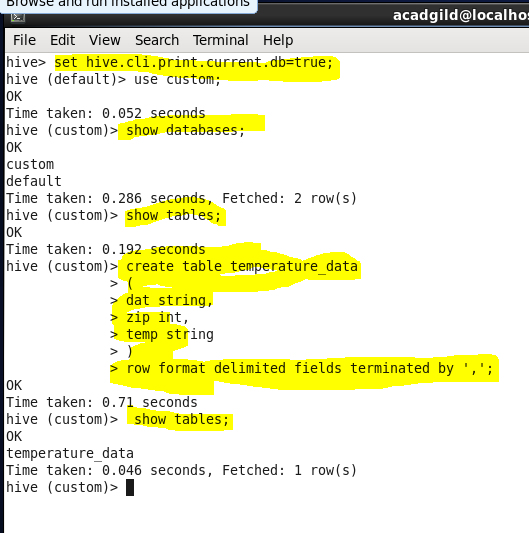 Browse and run installed applications
acadgild@localhos
File Edit View Search Terminal Help
hive> set hive.cli.print.current.db=true;
hive (default)> use custom;
OK
Time taken: 0.052 seconds
hive (custom)> show databases;
OK
custom
default
Time taken: 0.286 seconds, Fetched: 2 row(s)
hive (custom)> show tables;
OK
Time taken: 0.192 seconds
hive (custom)> create table temperature_data
> (
> dat string,
> zip int,
> temp string
> )
> row format delimited fields terminated by ',';
OK
Time taken: 0.71 seconds
hive (custom)> show tables;
OK
temperature_data
Time taken: 0.046 seconds, Fetched: 1 row(s)
hive (custom)>